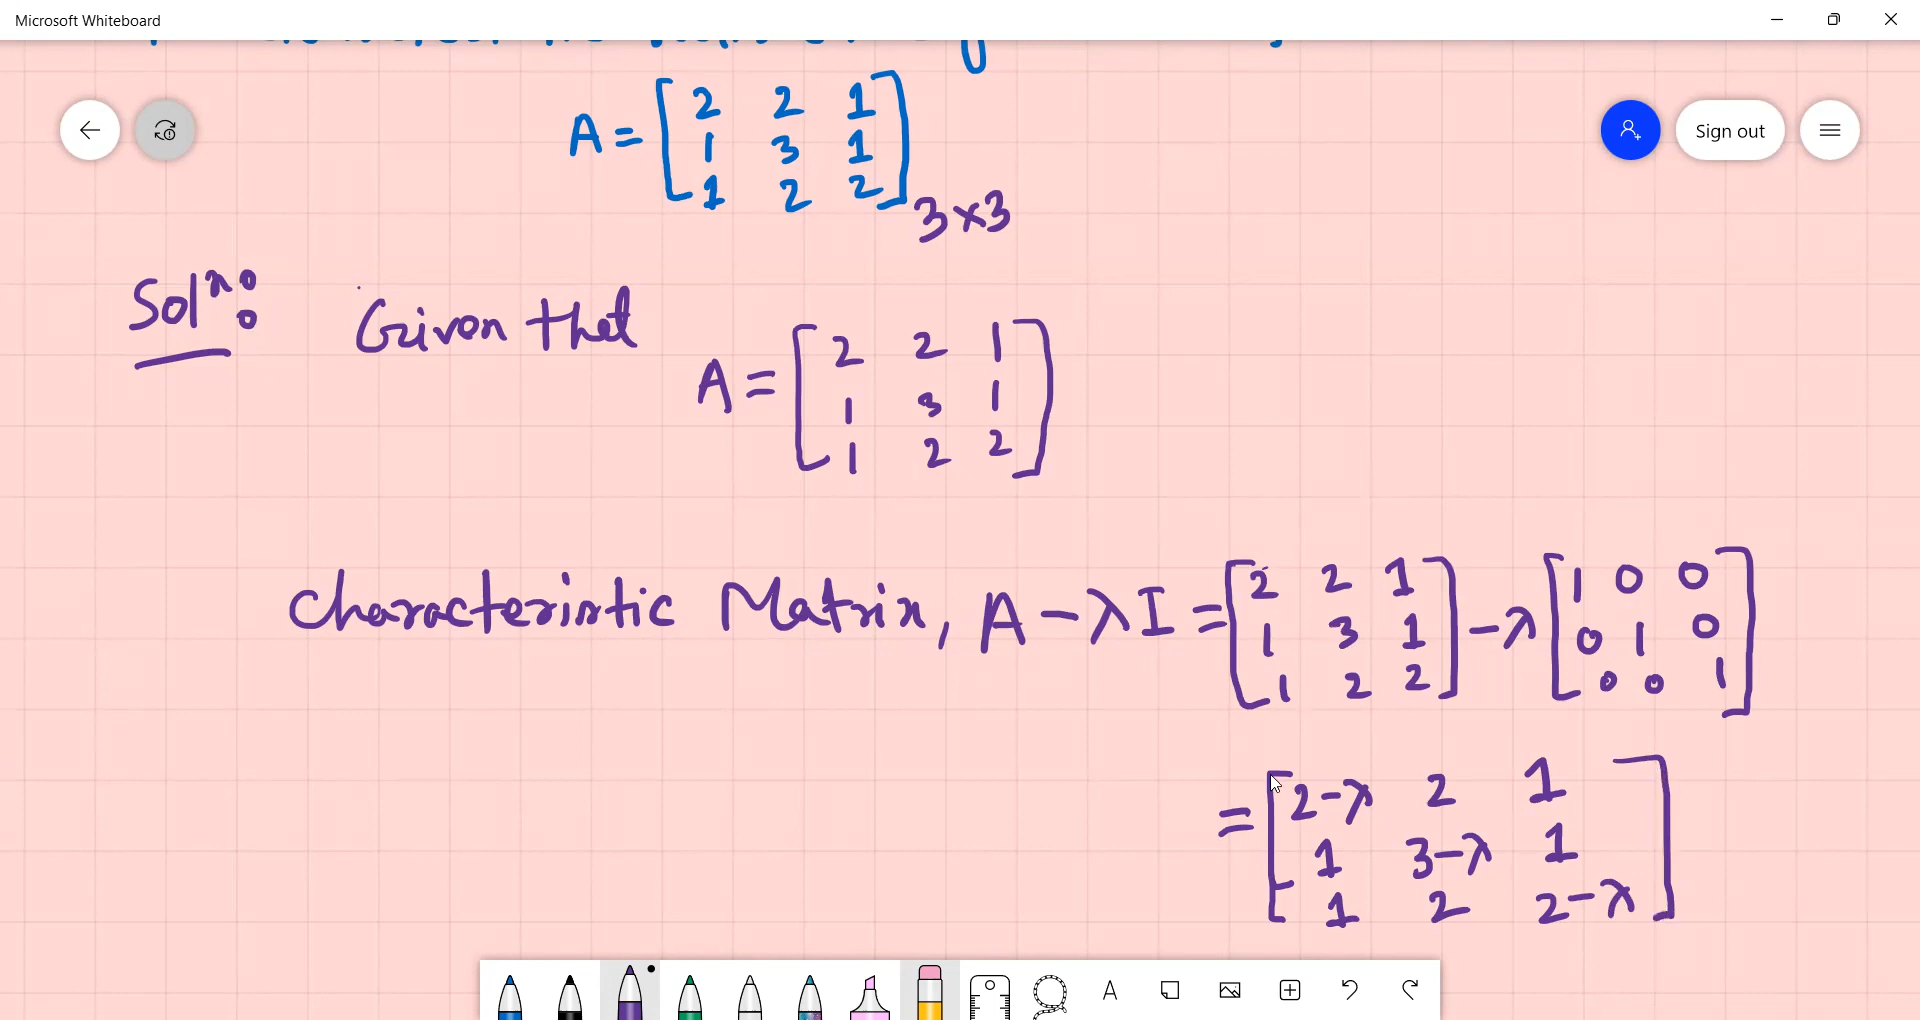 Microsoft Whiteboard
Sign out
A = [ 2 2 1
1 3 1
1 2 2 ] 3×3
Solⁿ: Given that
A = [ 2 2 1
1 3 1
1 2 2 ]
Characteristic Matrix, A − λI = [ 2 2 1
1 3 1
1 2 2 ] − λ [ 1 0 0
0 1 0
0 0 1 ]
= [ 2−λ 2 1
1 3−λ 1
1 2 2−λ ]